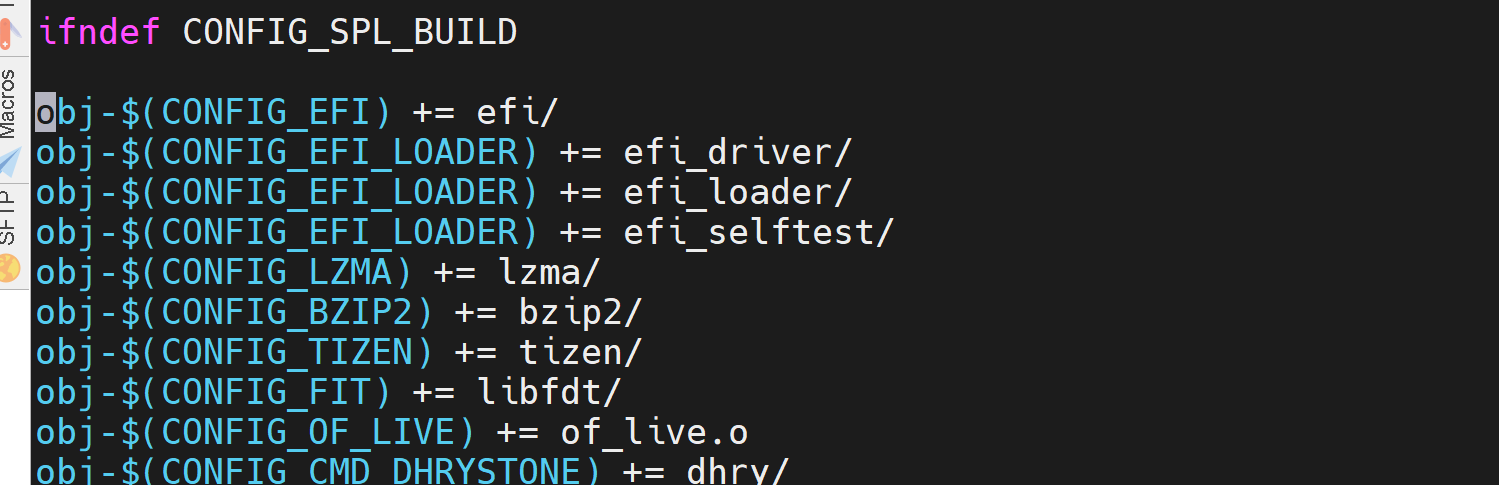 ifndef CONFIG_SPL_BUILD
obj-$(CONFIG_EFI) += efi/
obj-$(CONFIG_EFI_LOADER) += efi_driver/
obj-$(CONFIG_EFI_LOADER) += efi_loader/
obj-$(CONFIG_EFI_LOADER) += efi_selftest/
obj-$(CONFIG_LZMA) += lzma/
obj-$(CONFIG_BZIP2) += bzip2/
obj-$(CONFIG_TIZEN) += tizen/
obj-$(CONFIG_FIT) += libfdt/
obj-$(CONFIG_OF_LIVE) += of_live.o
obj-$(CONFIG_CMD_DHRYSTONE) += dhry/
Macros
SFTP